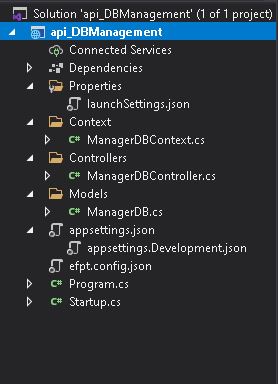 Solution 'api_DBManagement' (1 of 1 project)
api_DBManagement
Connected Services
Dependencies
Properties
launchSettings.json
Context
C# ManagerDBContext.cs
Controllers
C# ManagerDBController.cs
Models
C# ManagerDB.cs
appsettings.json
appsettings.Development.json
efpt.config.json
C# Program.cs
C# Startup.cs